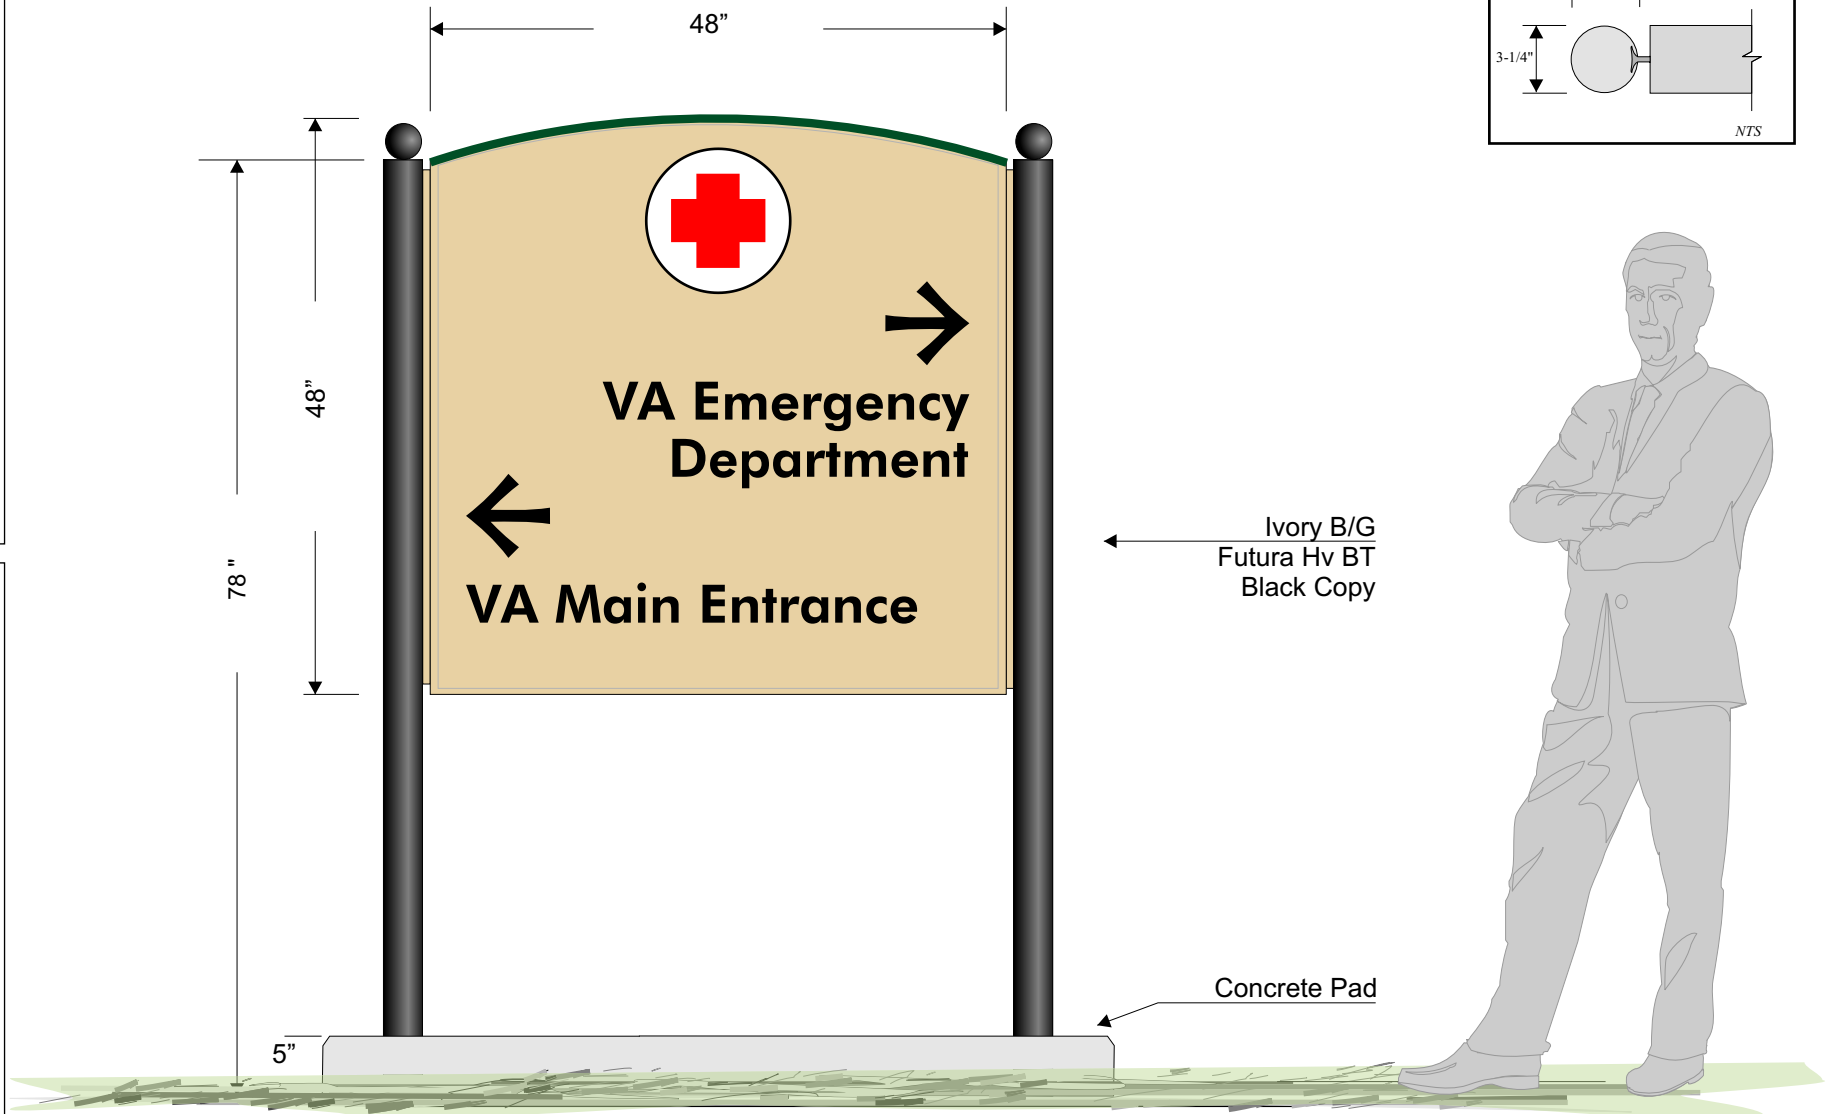 48”
3-1/4"
NTS
48”
78 "
VA Emergency
Department
VA Main Entrance
Ivory B/G
Futura Hv BT
Black Copy
Concrete Pad
5”